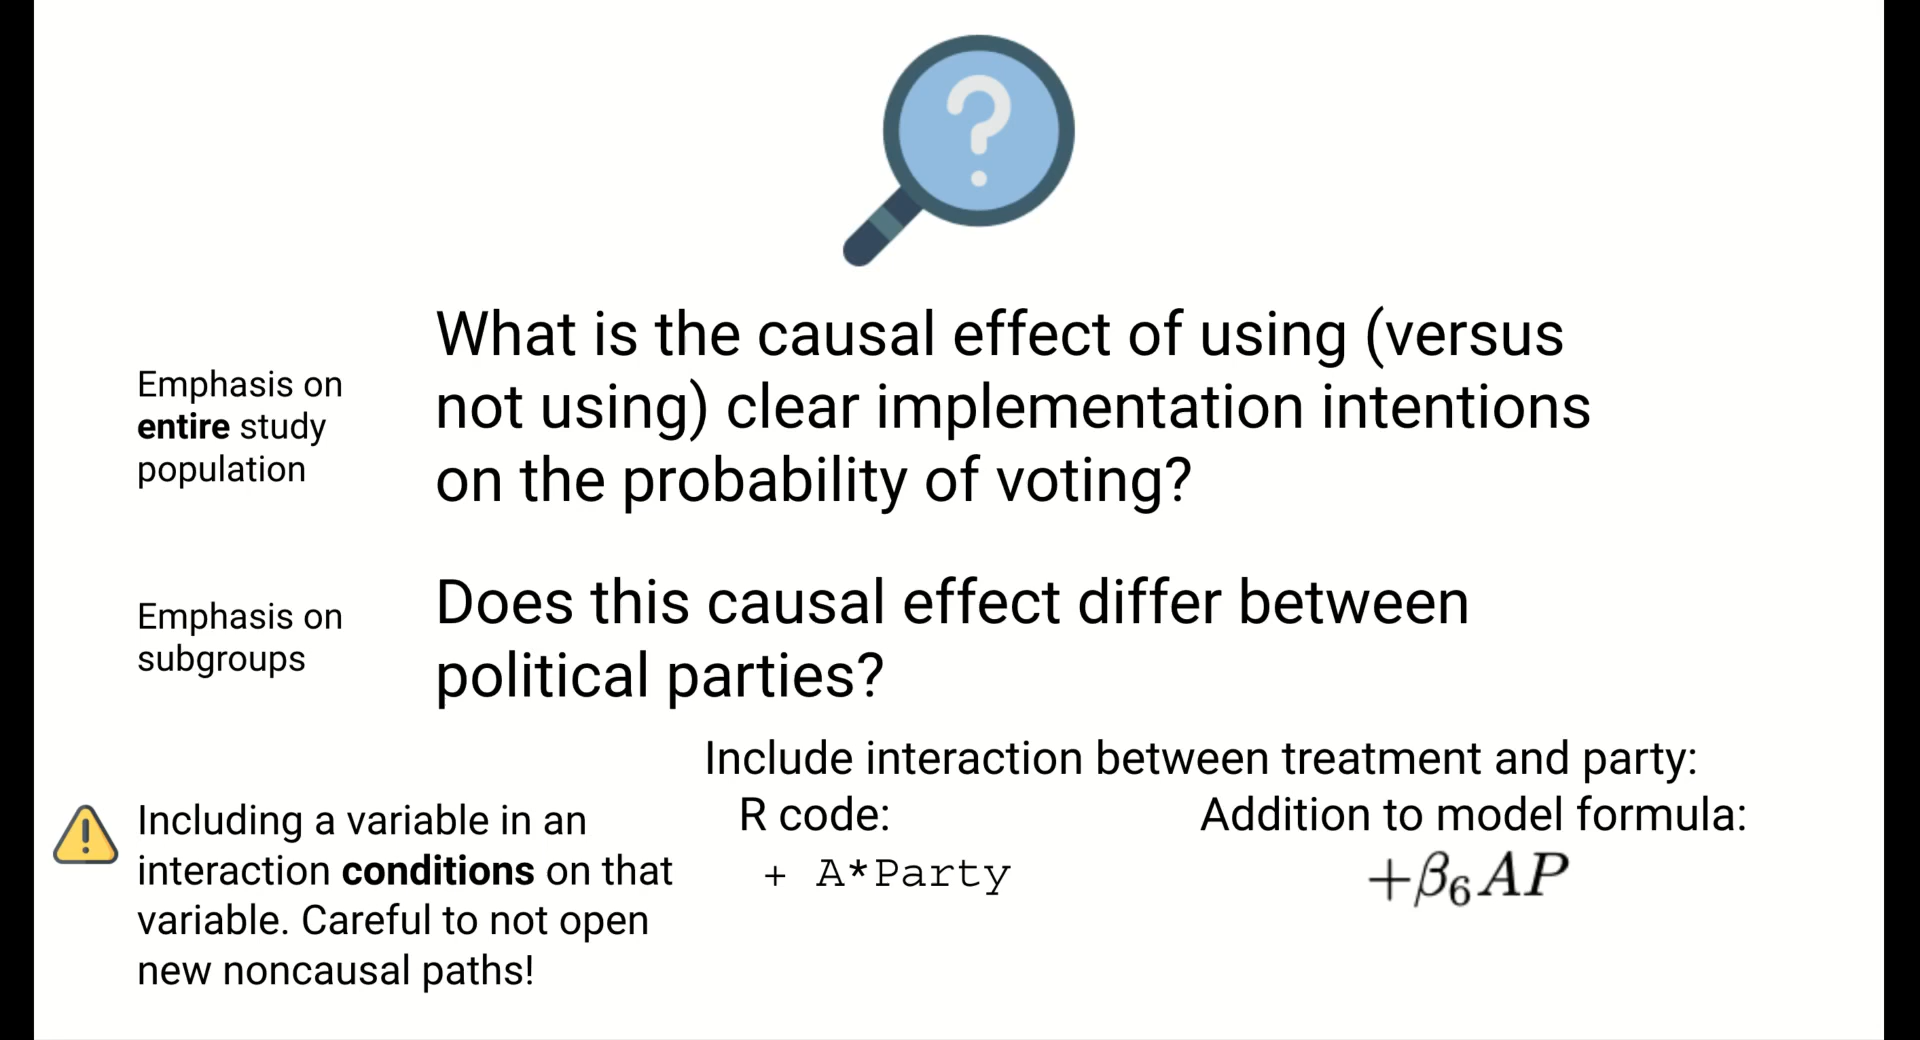 Emphasis on
entire study
population
What is the causal effect of using (versus
not using) clear implementation intentions
on the probability of voting?
Emphasis on
subgroups
Does this causal effect differ between
political parties?
Including a variable in an
interaction conditions on that
variable. Careful to not open
new noncausal paths!
Include interaction between treatment and party:
R code:
+ A*Party
Addition to model formula:
+β₆AP